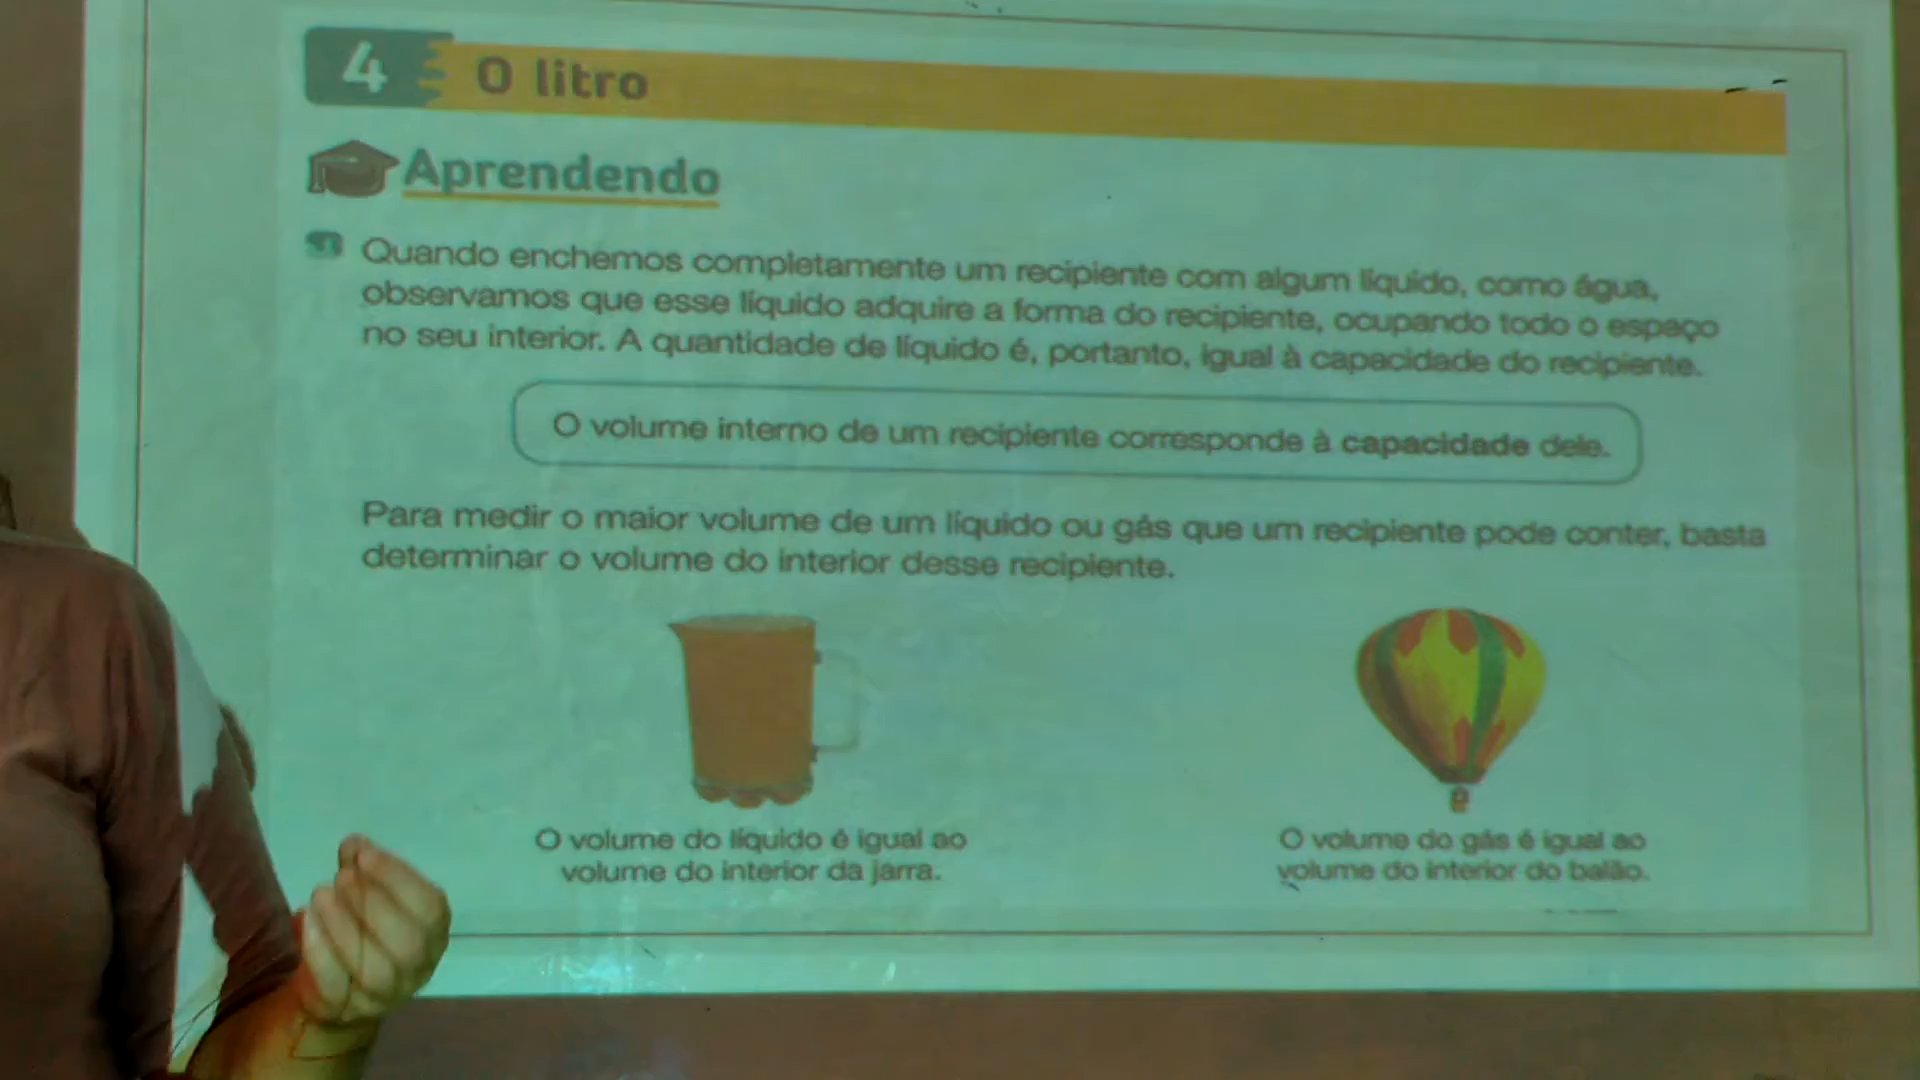 4 O litro
Aprendendo
1 Quando enchemos completamente um recipiente com algum líquido, como água,
observamos que esse líquido adquire a forma do recipiente, ocupando todo o espaço
no seu interior. A quantidade de líquido é, portanto, igual à capacidade do recipiente.
O volume interno de um recipiente corresponde à capacidade dele.
Para medir o maior volume de um líquido ou gás que um recipiente pode conter, basta
determinar o volume do interior desse recipiente.
O volume do líquido é igual ao
volume do interior da jarra.
O volume do gás é igual ao
volume do interior do balão.